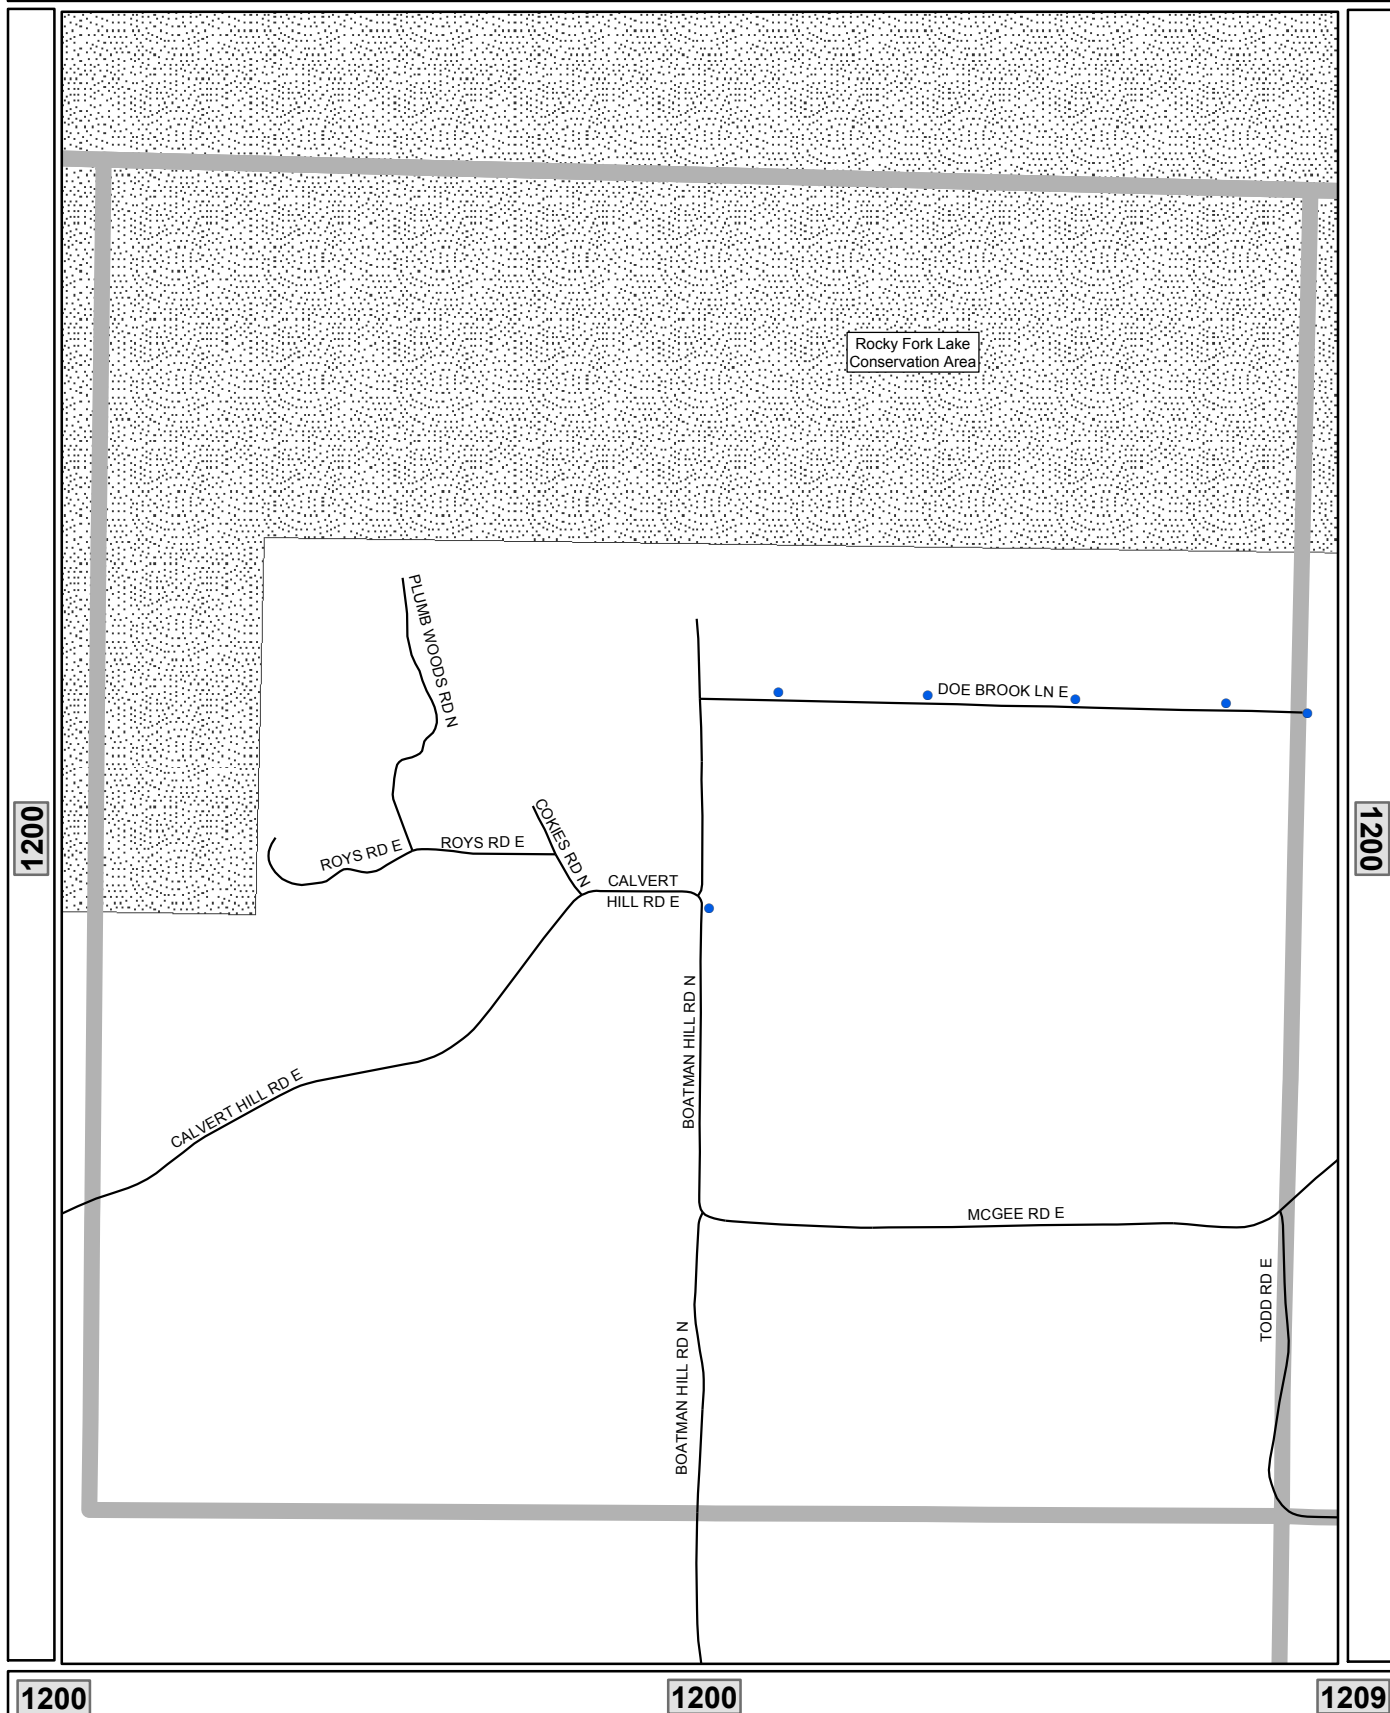 Rocky Fork Lake
Conservation Area
PLUMB WOODS RD N
DOE BROOK LN E
1200
1200
COKIES RD N
ROYS RD E
ROYS RD E
CALVERT
HILL RD E
BOATMAN HILL RD N
CALVERT HILL RD E
MCGEE RD E
TODD RD E
BOATMAN HILL RD N
1200
1200
1209